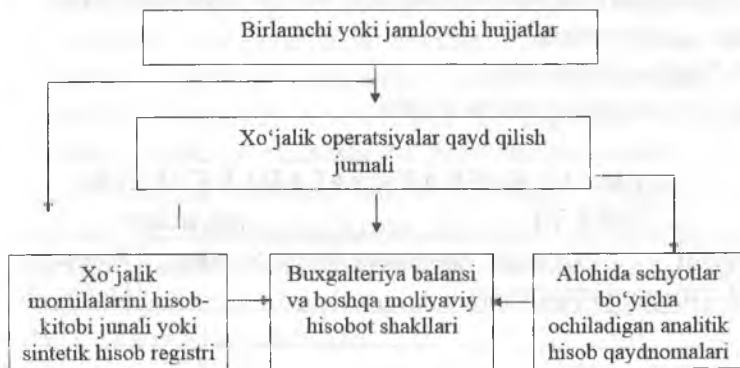 Birlamchi yoki jamlovchi hujjatlar
Xo‘jalik operatsiyalar qayd qilish
jurnali
Xo‘jalik
momilalarini hisob-
kitobi junali yoki
sintetik hisob registri
Buxgalteriya balansi
va boshqa moliyaviy
hisobot shakllari
Alohida schyotlar
bo‘yicha
ochiladigan analitik
hisob qaydnomalari